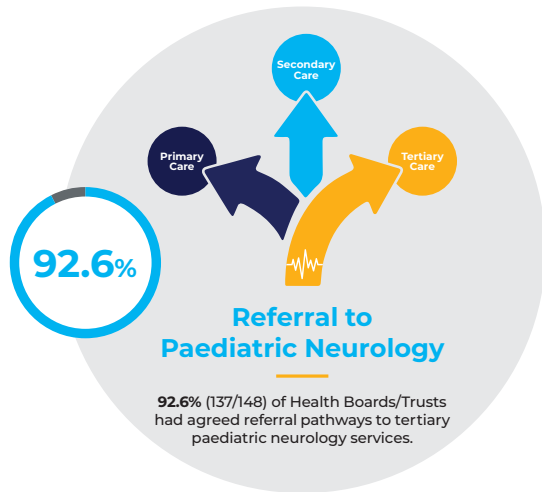 Secondary
Care
Primary
Care
Tertiary
Care
92.6%
Referral to
Paediatric Neurology
92.6% (137/148) of Health Boards/Trusts
had agreed referral pathways to tertiary
paediatric neurology services.